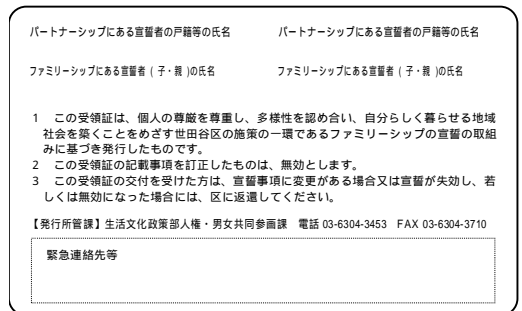 パートナーシップにある宣誓者の戸籍等の氏名　　パートナーシップにある宣誓者の戸籍等の氏名
ファミリーシップにある宣誓者 ( 子・親 )の氏名　　ファミリーシップにある宣誓者 ( 子・親 )の氏名
1　この受領証は、個人の尊厳を尊重し、多様性を認め合い、自分らしく暮らせる地域
社会を築くことをめざす世田谷区の施策の一環であるファミリーシップの宣誓の取組
みに基づき発行したものです。
2　この受領証の記載事項を訂正したものは、無効とします。
3　この受領証の交付を受けた方は、宣誓事項に変更がある場合又は宣誓が失効し、若
しくは無効になった場合には、区に返還してください。
【発行所管課】生活文化政策部人権・男女共同参画課　電話 03-6304-3453　FAX 03-6304-3710
緊急連絡先等